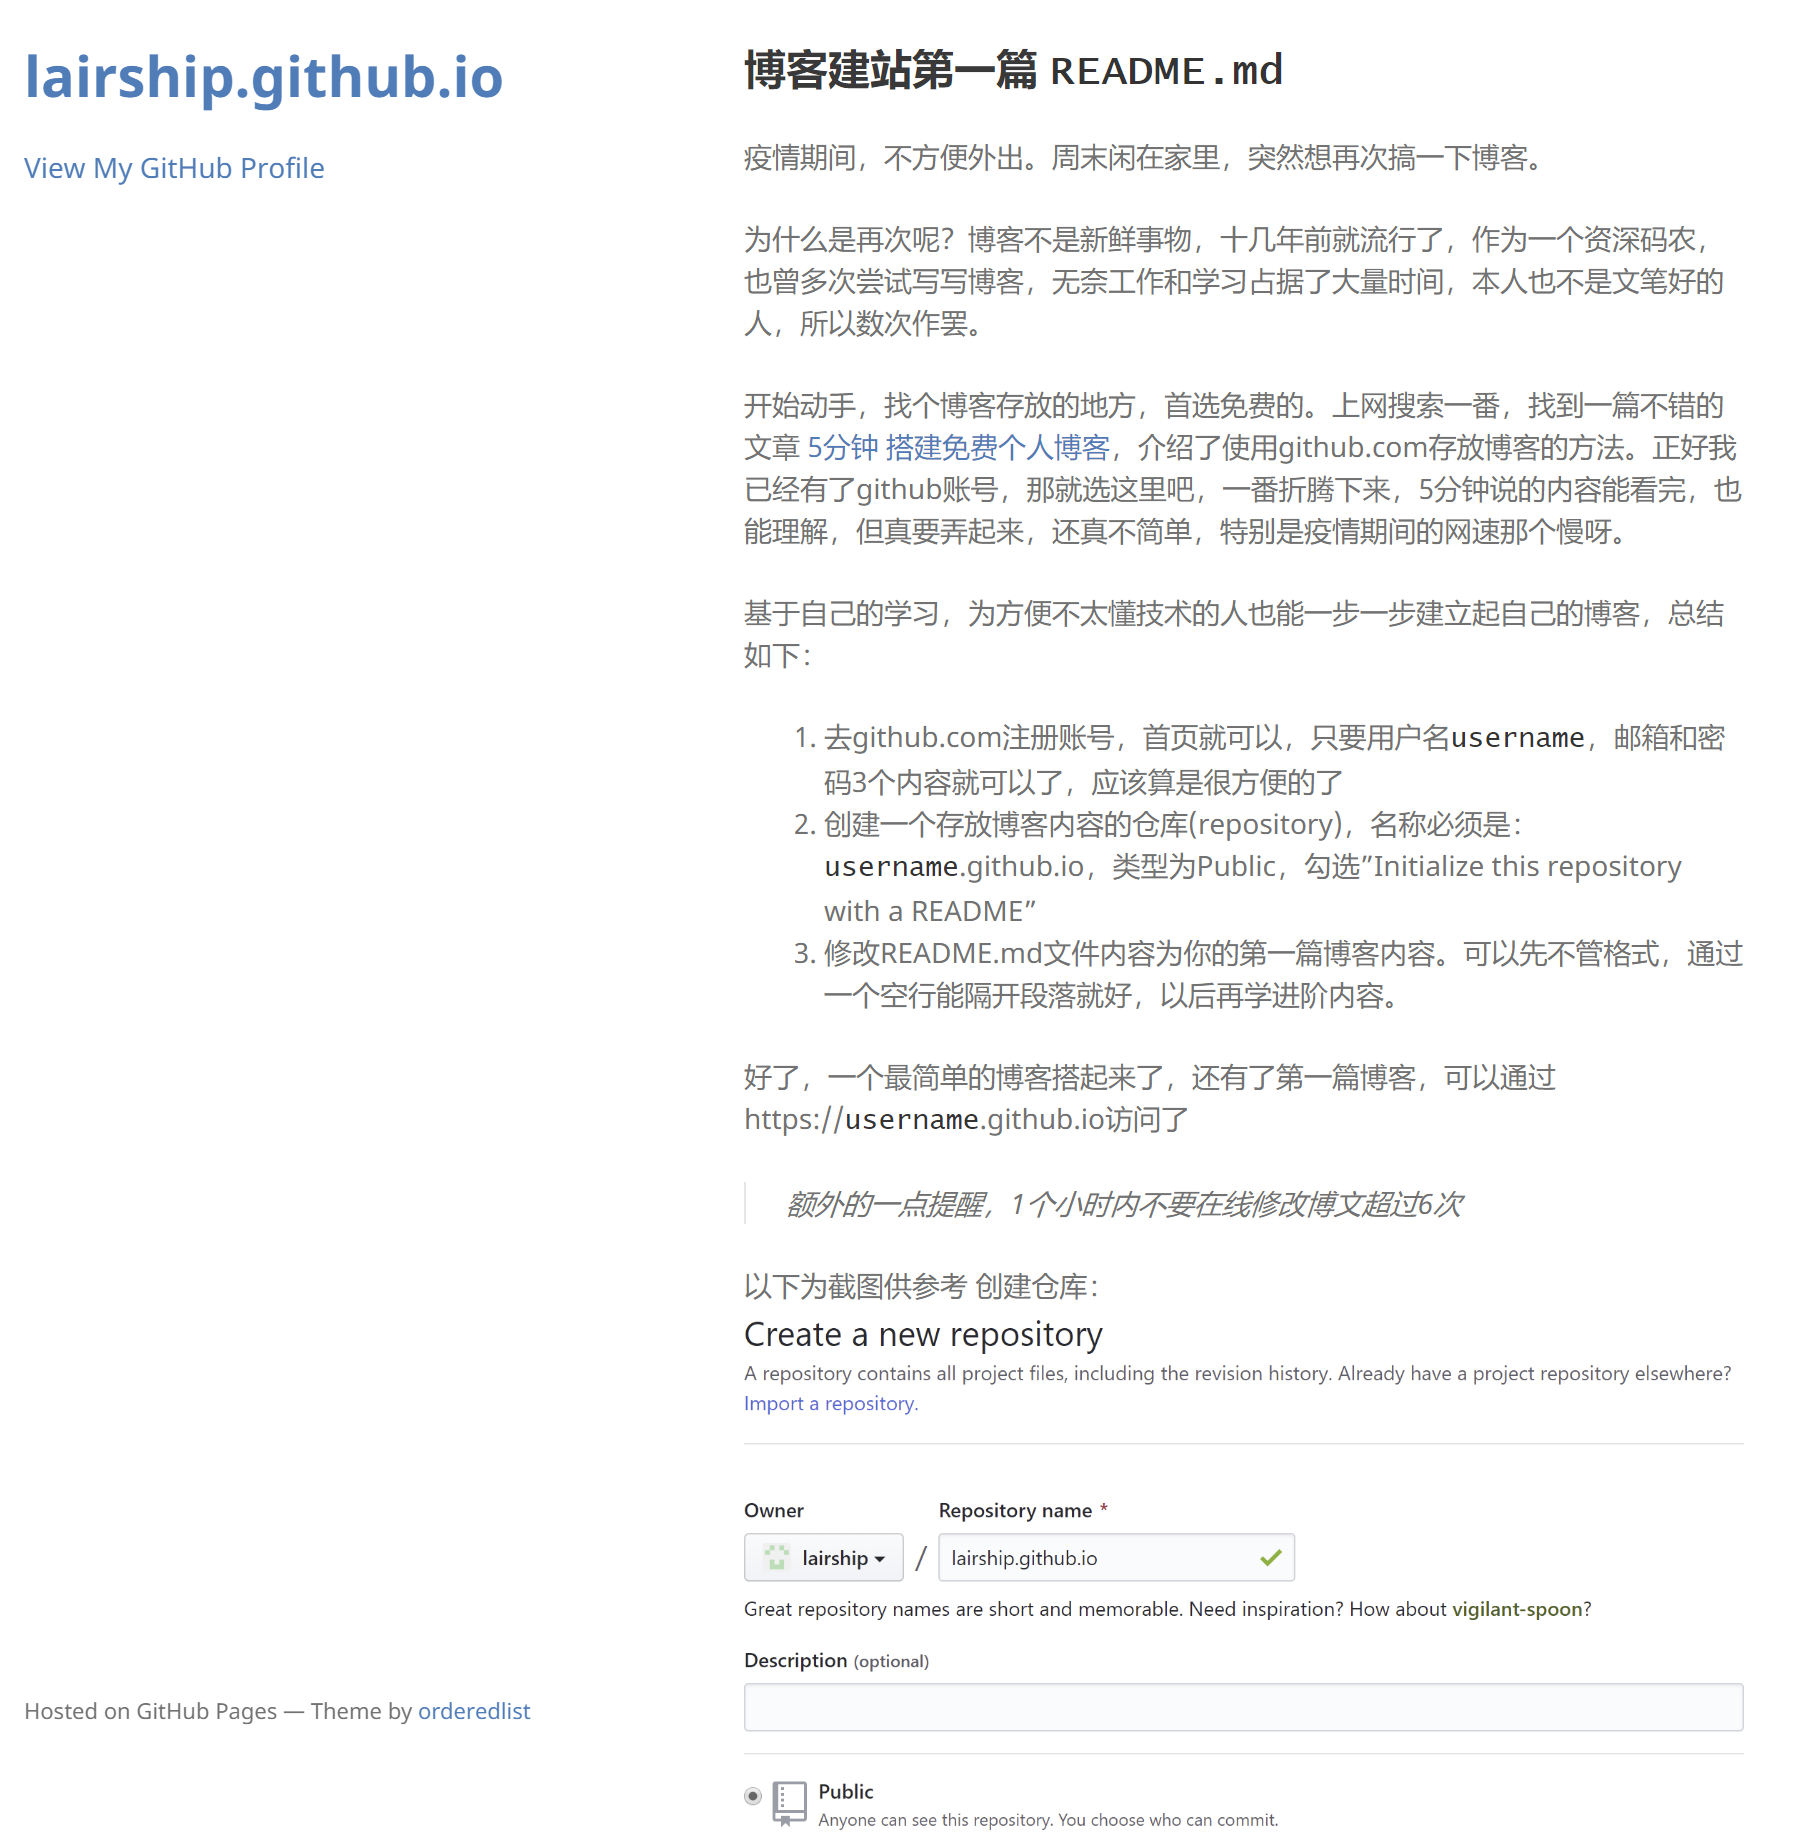 lairship.github.io
View My GitHub Profile
博客建站第一篇 README.md
疫情期间，不方便外出。周末闲在家里，突然想再次搞一下博客。
为什么是再次呢？博客不是新鲜事物，十几年前就流行了，作为一个资深码农，
也曾多次尝试写写博客，无奈工作和学习占据了大量时间，本人也不是文笔好的
人，所以数次作罢。
开始动手，找个博客存放的地方，首选免费的。上网搜索一番，找到一篇不错的
文章 5分钟 搭建免费个人博客，介绍了使用github.com存放博客的方法。正好我
已经有了github账号，那就选这里吧，一番折腾下来，5分钟说的内容能看完，也
能理解，但真要弄起来，还真不简单，特别是疫情期间的网速那个慢呀。
基于自己的学习，为方便不太懂技术的人也能一步一步建立起自己的博客，总结
如下：
1. 去github.com注册账号，首页就可以，只要用户名username，邮箱和密
码3个内容就可以了，应该算是很方便的了
2. 创建一个存放博客内容的仓库(repository)，名称必须是：
username.github.io，类型为Public，勾选”Initialize this repository
with a README”
3. 修改README.md文件内容为你的第一篇博客内容。可以先不管格式，通过
一个空行能隔开段落就好，以后再学进阶内容。
好了，一个最简单的博客搭起来了，还有了第一篇博客，可以通过
https://username.github.io访问了
额外的一点提醒，1个小时内不要在线修改博文超过6次
以下为截图供参考 创建仓库：
Create a new repository
A repository contains all project files, including the revision history. Already have a project repository elsewhere?
Import a repository.
Owner
Repository name *
lairship
/
lairship.github.io
Great repository names are short and memorable. Need inspiration? How about vigilant-spoon?
Description (optional)
Public
Anyone can see this repository. You choose who can commit.
Hosted on GitHub Pages — Theme by orderedlist